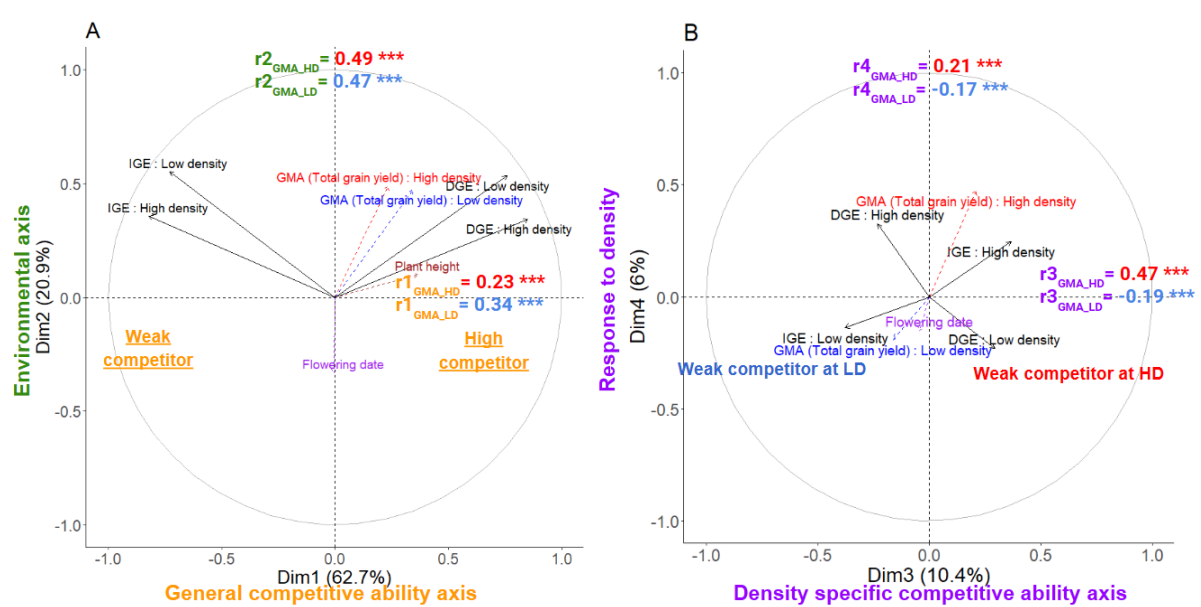 A
r2GMA_HD= 0.49 ***
r2GMA_LD= 0.47 ***
1.0
0.5
0.0
-0.5
-1.0
IGE : Low density
IGE : High density
GMA (Total grain yield) : High density
DGE : Low density
GMA (Total grain yield) : Low density
DGE : High density
Plant height
r1GMA_HD= 0.23 ***
r1GMA_LD= 0.34 ***
Weak
competitor
High
competitor
Flowering date
Environmental axis
Dim2 (20.9%)
-1.0
-0.5
0.0
0.5
1.0
Dim1 (62.7%)
General competitive ability axis
B
r4GMA_HD= 0.21 ***
r4GMA_LD= -0.17 ***
1.0
0.5
0.0
-0.5
-1.0
GMA (Total grain yield) : High density
DGE : High density
IGE : High density
r3GMA_HD= 0.47 ***
r3GMA_LD= -0.19 ***
Flowering date
IGE : Low density
DGE : Low density
GMA (Total grain yield) : Low density
Weak competitor at LD
Weak competitor at HD
Response to density
Dim4 (6%)
-1.0
-0.5
0.0
0.5
1.0
Dim3 (10.4%)
Density specific competitive ability axis